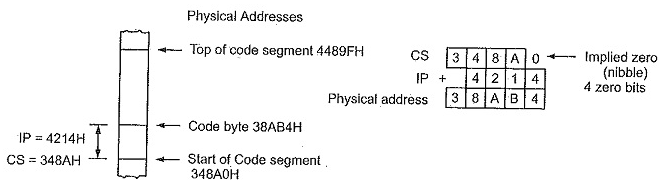 Physical Addresses
Top of code segment 4489FH
Code byte 38AB4H
IP = 4214H
CS = 348AH
Start of Code segment
348A0H
CS 3 4 8 A 0
IP + 4 2 1 4
Physical address 3 8 A B 4
Implied zero
(nibble)
4 zero bits